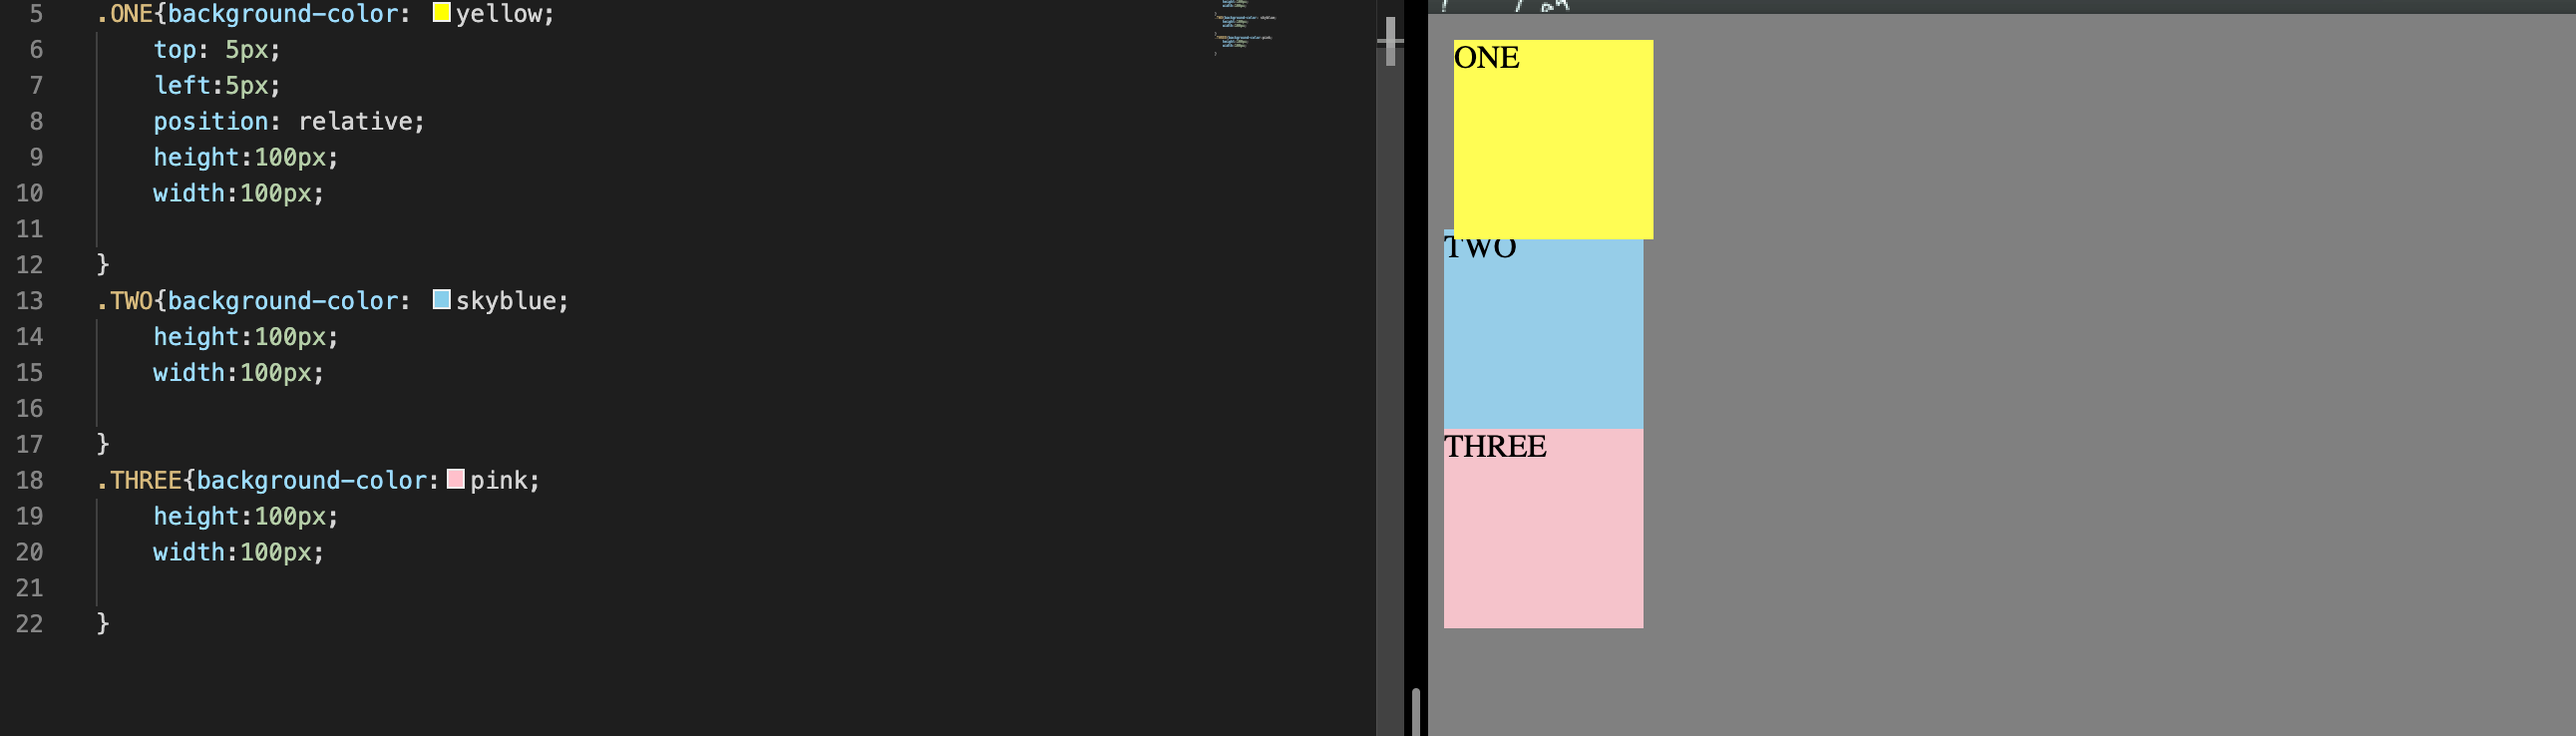 5 .ONE{background-color: yellow;
6 top: 5px;
7 left:5px;
8 position: relative;
9 height:100px;
10 width:100px;
11
12 }
13 .TWO{background-color: skyblue;
14 height:100px;
15 width:100px;
16
17 }
18 .THREE{background-color:pink;
19 height:100px;
20 width:100px;
21
22 }
ONE
TWO
THREE